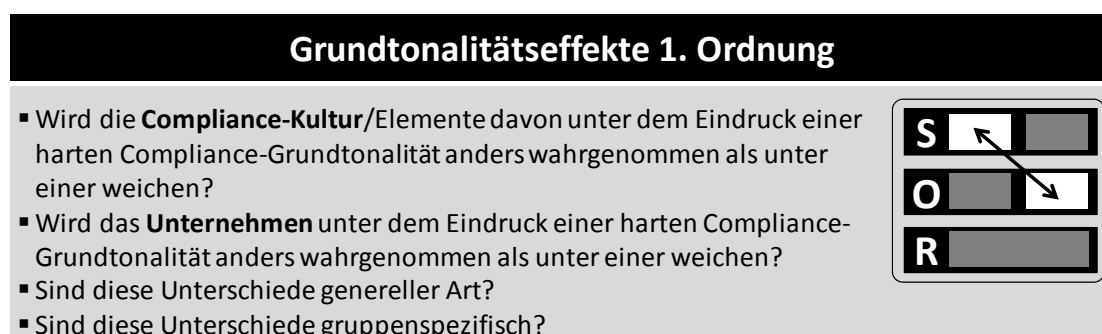 Grundtonalitätseffekte 1. Ordnung
▪ Wird die Compliance-Kultur/Elemente davon unter dem Eindruck einer
harten Compliance-Grundtonalität anders wahrgenommen als unter
einer weichen?
▪ Wird das Unternehmen unter dem Eindruck einer harten Compliance-
Grundtonalität anders wahrgenommen als unter einer weichen?
▪ Sind diese Unterschiede genereller Art?
▪ Sind diese Unterschiede gruppenspezifisch?
S
O
R